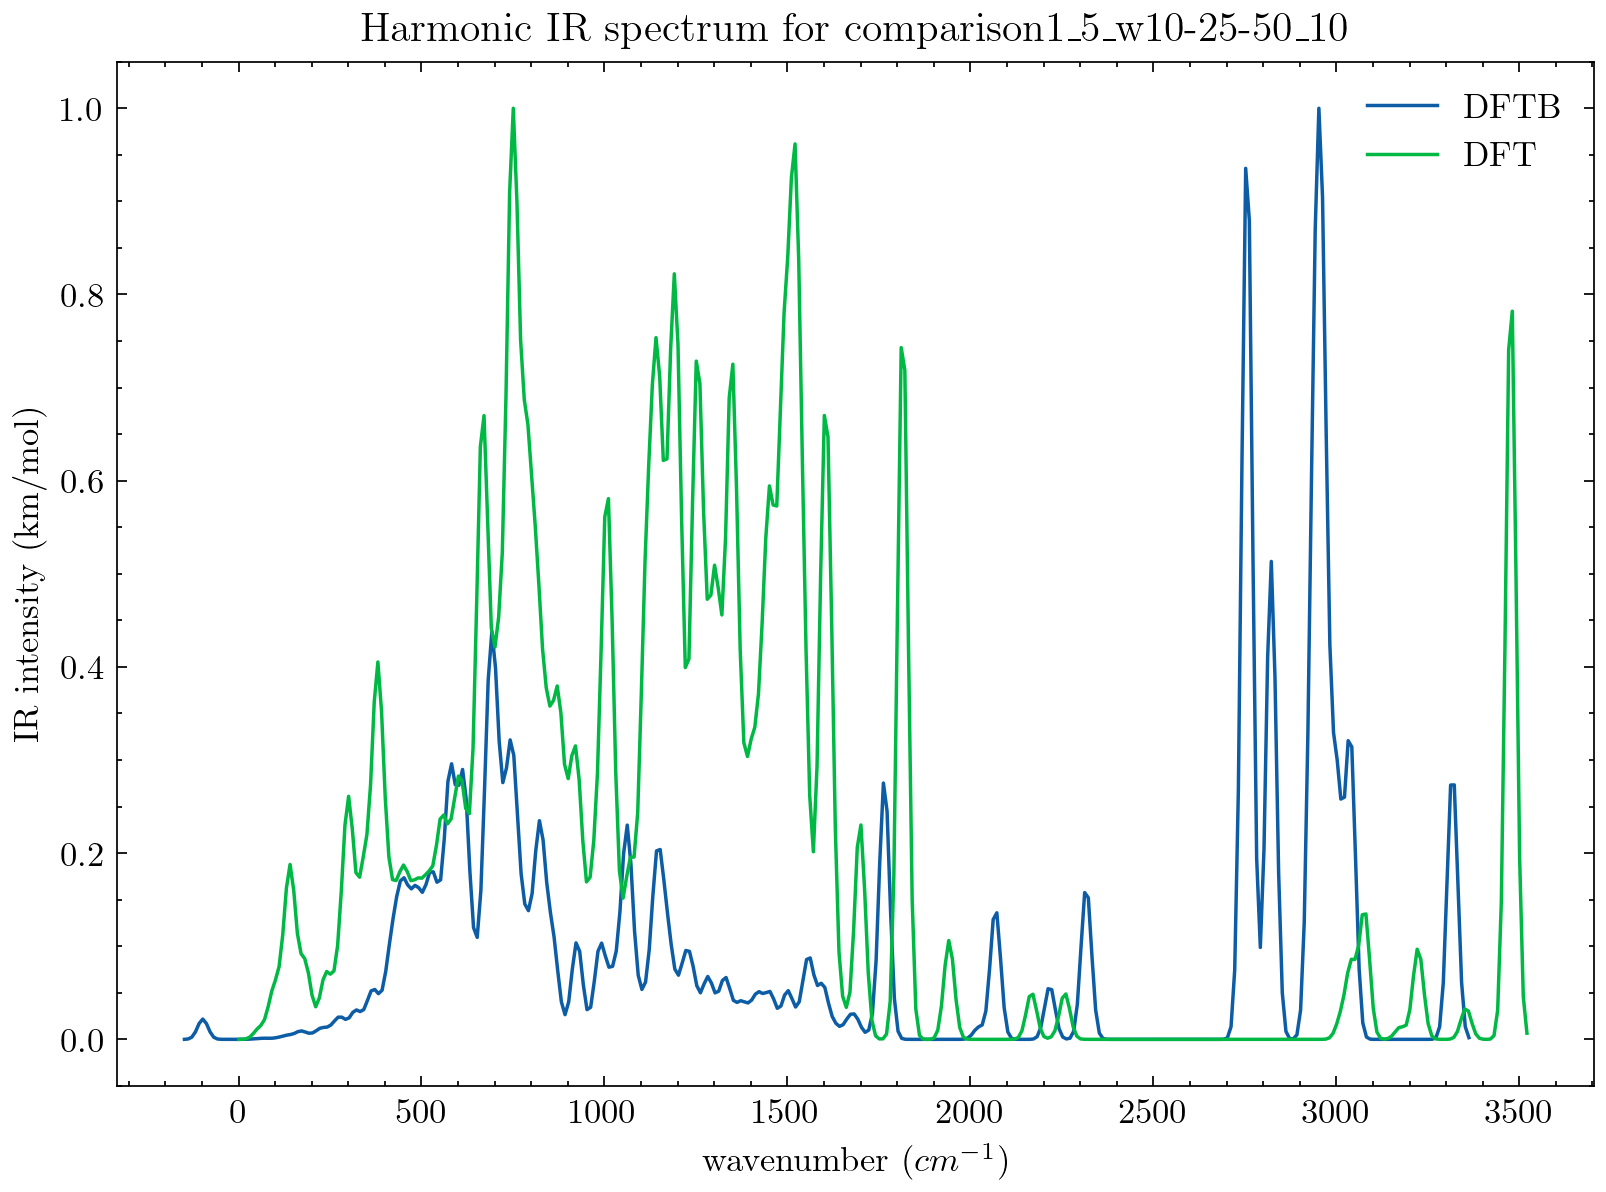 Harmonic IR spectrum for comparison1_5_w10-25-50_10
DFTB
DFT
1.0
0.8
0.6
0.4
0.2
0.0
IR intensity (km/mol)
0 500 1000 1500 2000 2500 3000 3500
wavenumber (cm⁻¹)